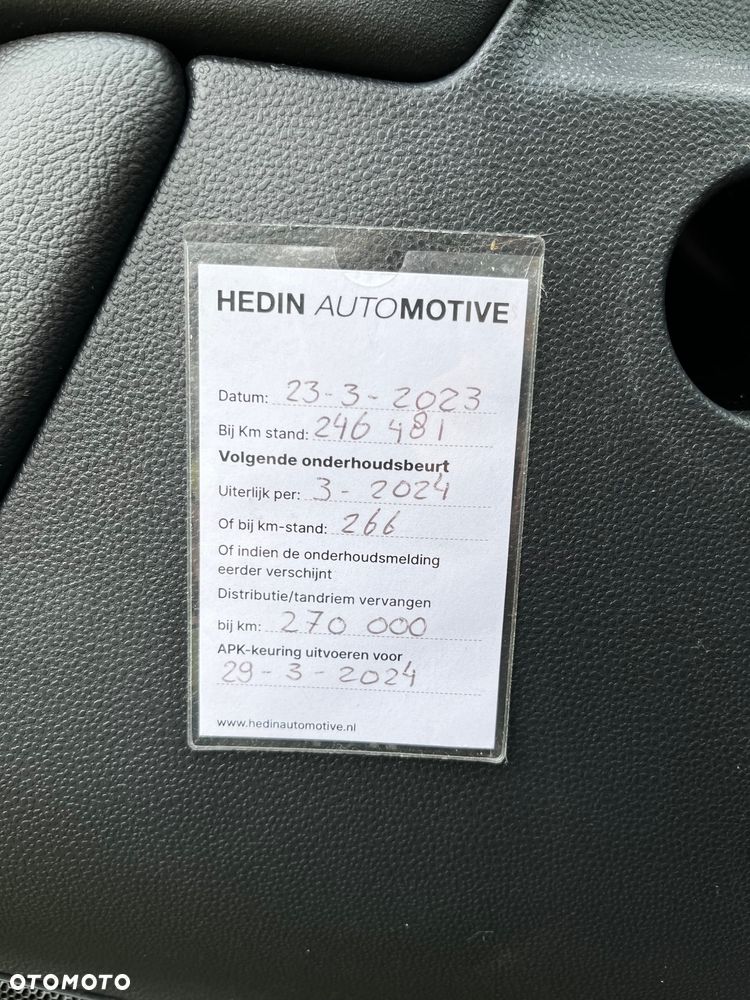 HEDIN AUTOMOTIVE
Datum: 23-3-2023
Bij Km stand: 246 481
Volgende onderhoudsbeurt
Uiterlijk per: 3-2024
Of bij km-stand: 266
Of indien de onderhoudsmelding
eerder verschijnt
Distributie/tandriem vervangen
bij km: 270 000
APK-keuring uitvoeren voor
29-3-2024
www.hedinautomotive.nl
OTOMOTO